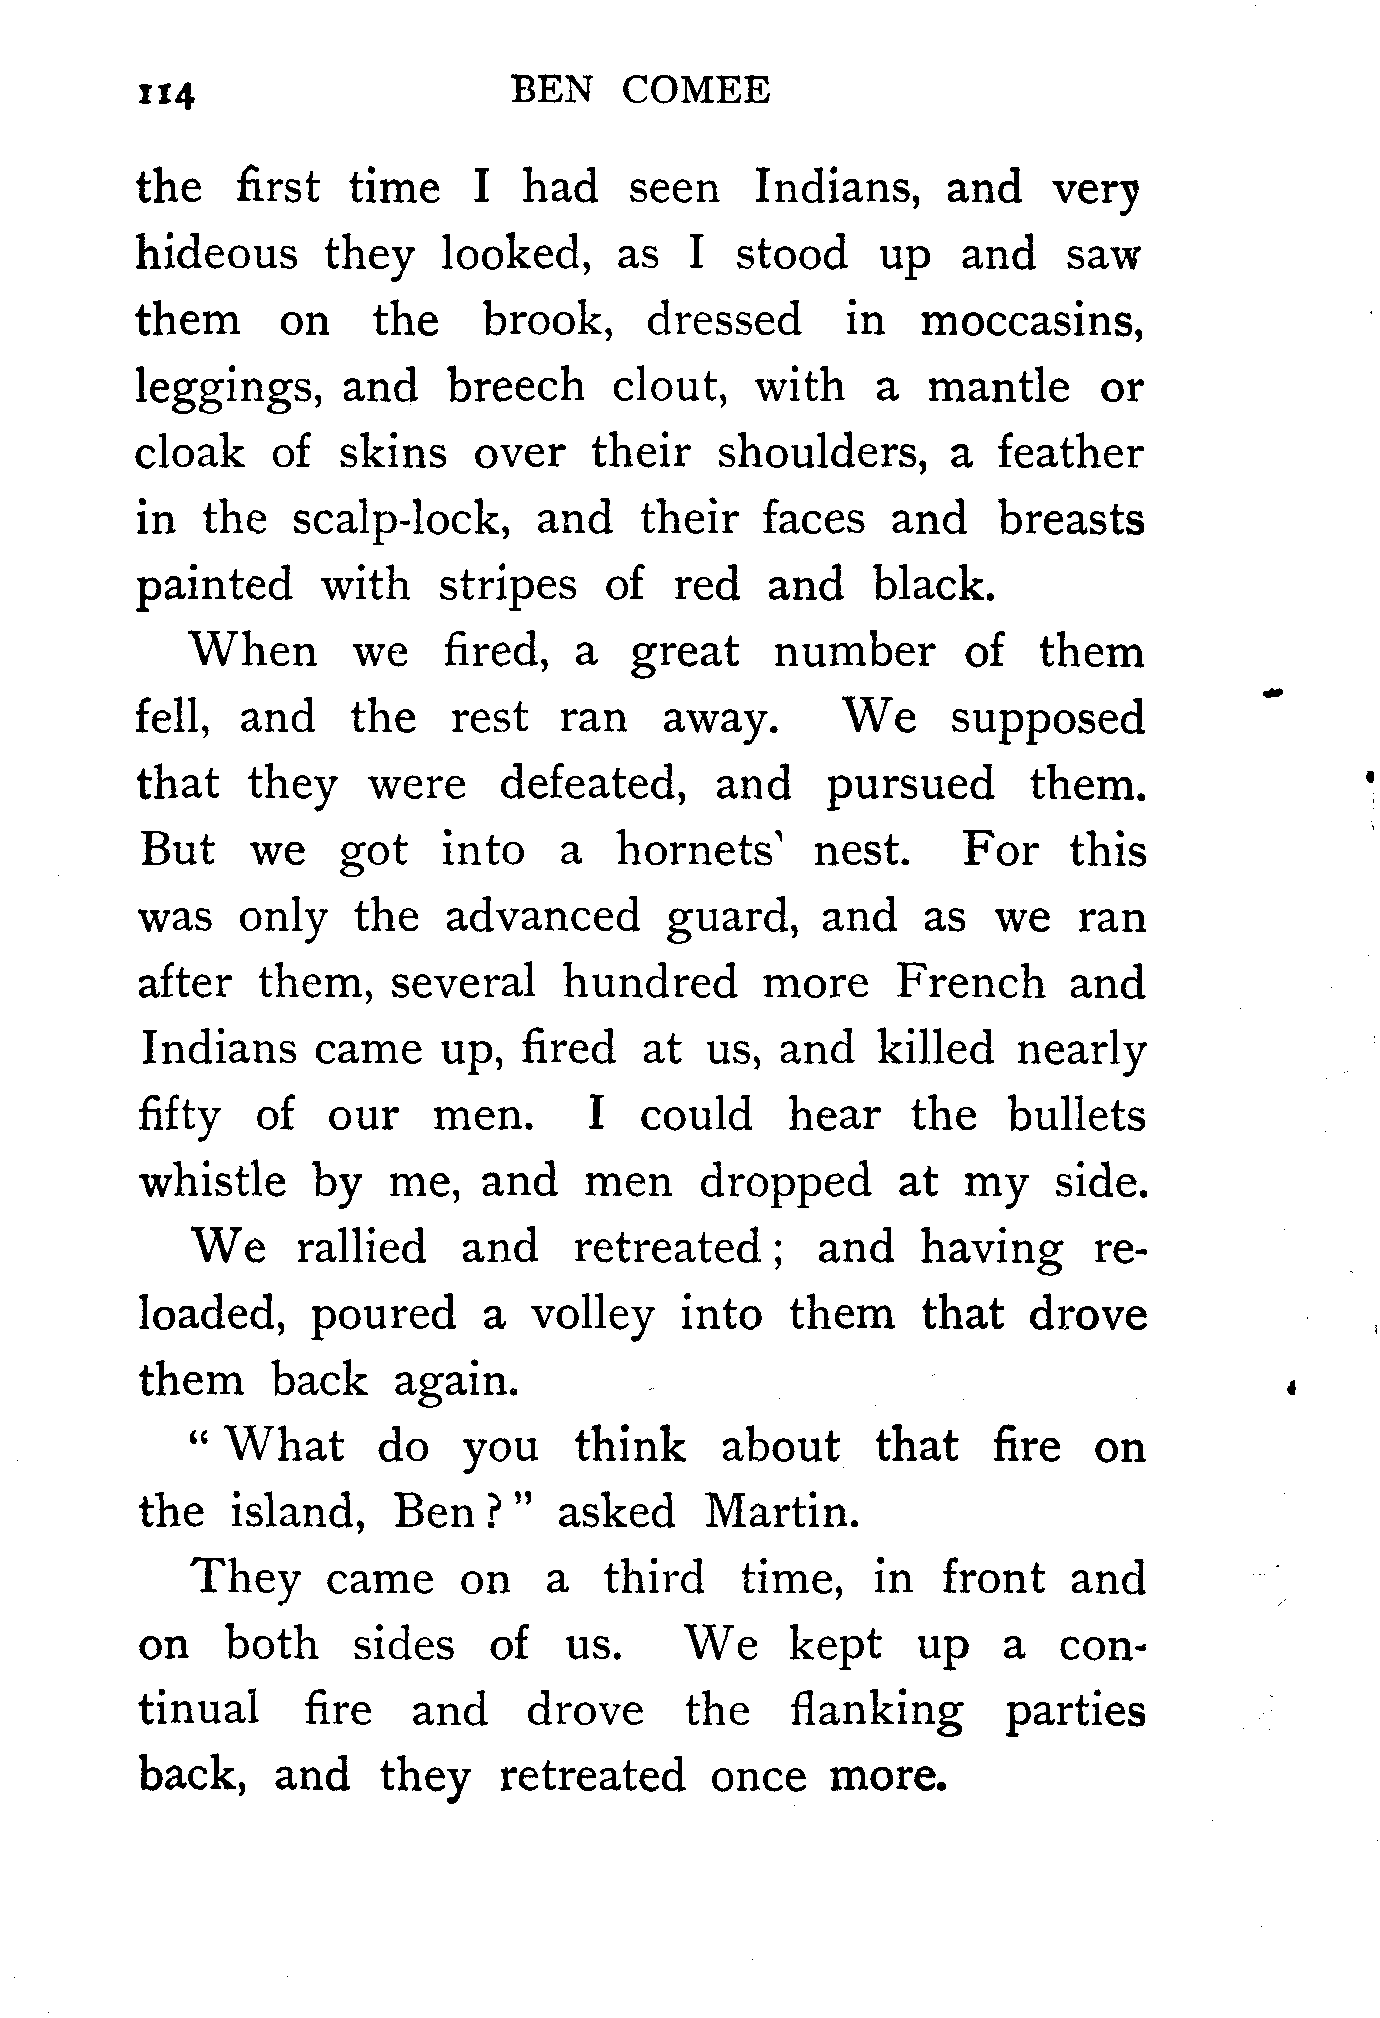 114 BEN COMEE
the first time I had seen Indians, and very
hideous they looked, as I stood up and saw
them on the brook, dressed in moccasins,
leggings, and breech clout, with a mantle or
cloak of skins over their shoulders, a feather
in the scalp-lock, and their faces and breasts
painted with stripes of red and black.
When we fired, a great number of them
fell, and the rest ran away. We supposed
that they were defeated, and pursued them.
But we got into a hornets' nest. For this
was only the advanced guard, and as we ran
after them, several hundred more French and
Indians came up, fired at us, and killed nearly
fifty of our men. I could hear the bullets
whistle by me, and men dropped at my side.
We rallied and retreated; and having re-
loaded, poured a volley into them that drove
them back again.
"What do you think about that fire on
the island, Ben?" asked Martin.
They came on a third time, in front and
on both sides of us. We kept up a con-
tinual fire and drove the flanking parties
back, and they retreated once more.